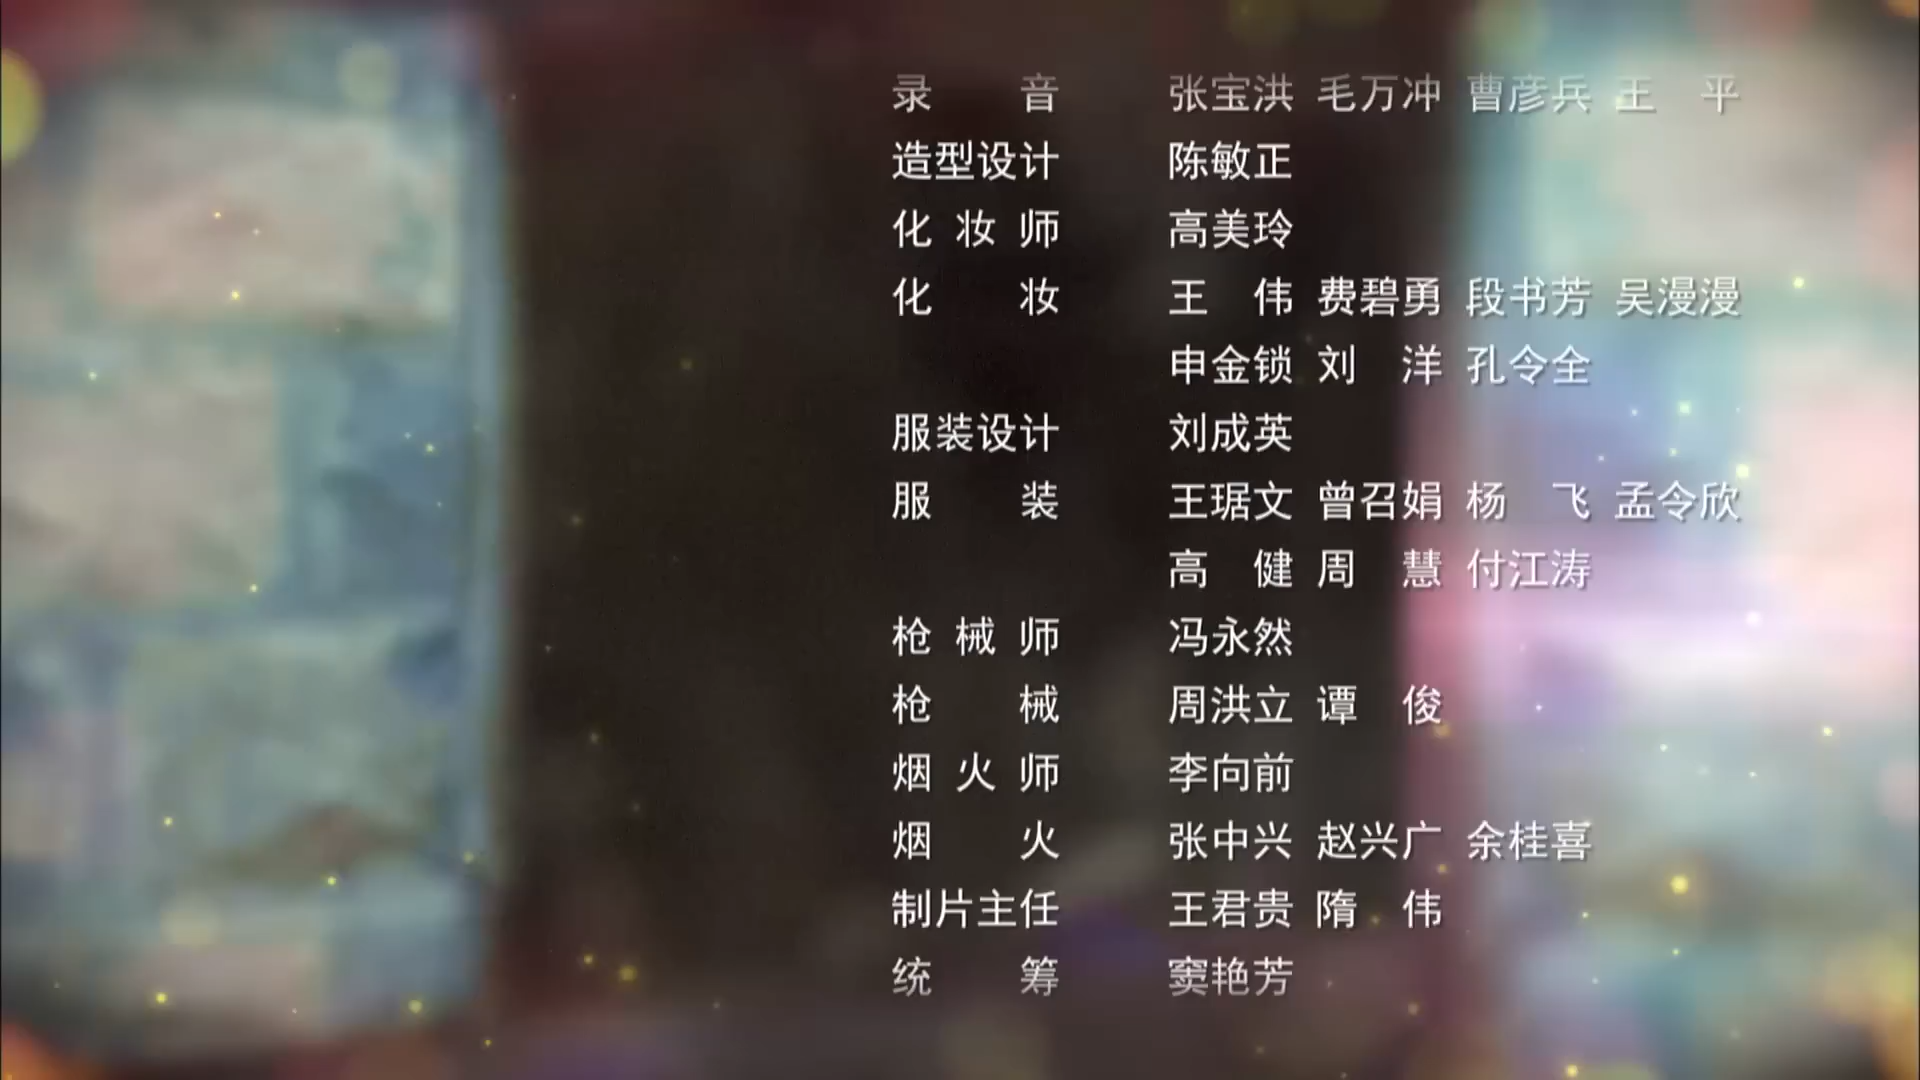 录音 张宝洪 毛万冲 曹彦兵 王平
造型设计 陈敏正
化妆师 高美玲
化妆 王伟 费碧勇 段书芳 吴漫漫
申金锁 刘洋 孔令全
服装设计 刘成英
服装 王琚文 曾召娟 杨飞 孟令欣
高健 周慧 付江涛
枪械师 冯永然
枪械 周洪立 谭俊
烟火师 李向前
烟火 张中兴 赵兴广 余桂喜
制片主任 王君贵 隋伟
统筹 窦艳芳